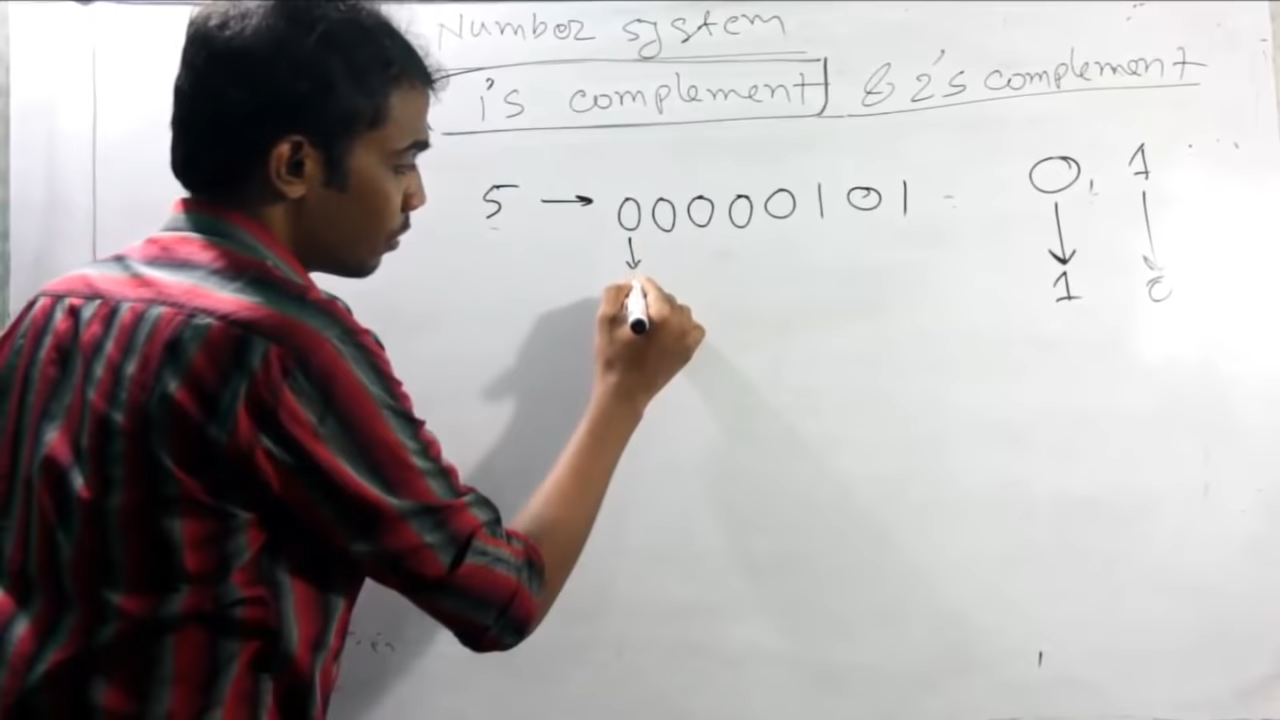 Number system
1's complement & 2's complement
5 → 00000101
0, 1
↓ ↓
1 0